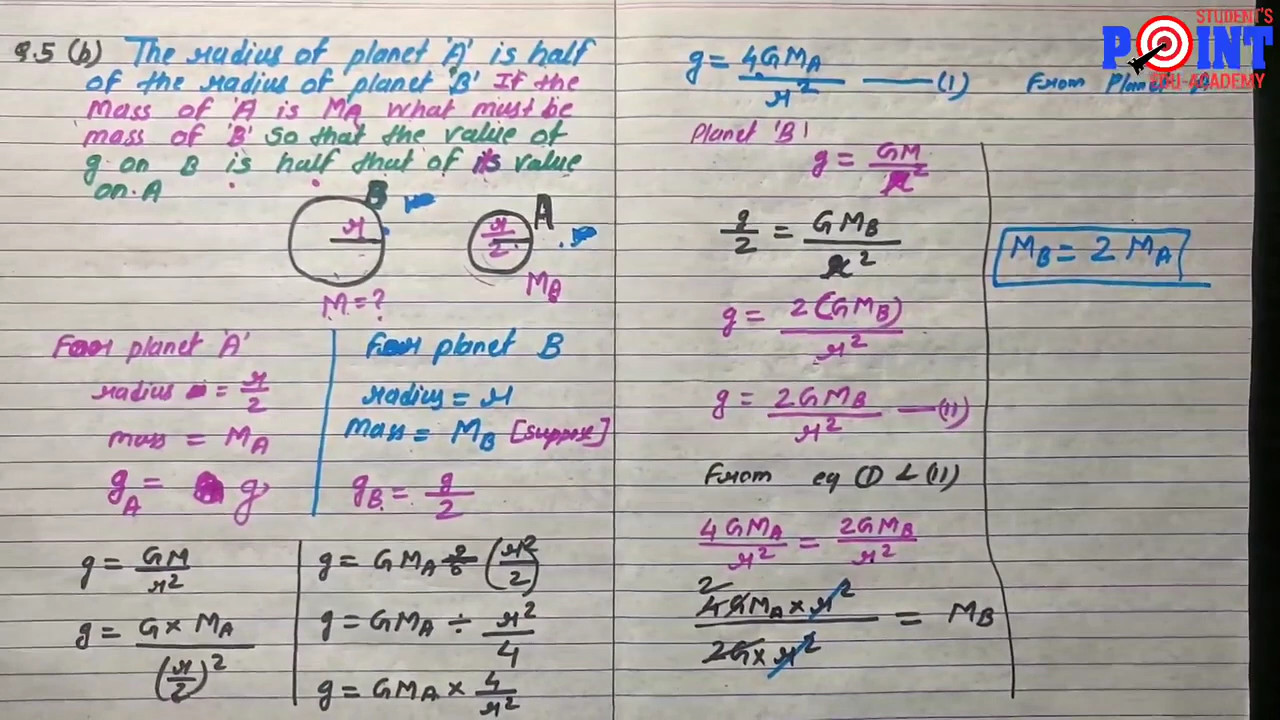 Q.5 (b) The radius of planet 'A' is half
of the radius of planet 'B' If the
Mass of 'A' is MA What must be
mass of 'B' So that the value of
g on B is half that of its value
on A
B
A
r
r/2
M = ?
MA
For planet 'A'
radius = r/2
mass = MA
gA = g
For planet B
radius = r
Mass = MB [suppose]
gB = g/2
g = GM/r²
g = G × MA/(r/2)²
g = GMA ÷ r²/4
g = GMA × 4/r²
g = 4GMA/r² — (I)
From Planet
Planet 'B'
g = GM/r²
g/2 = GMB/r²
g = 2(GMB)/r²
g = 2GMB/r² — (II)
From eq (I) & (II)
4GMA/r² = 2GMB/r²
2
4GMA × r²/2G × r² = MB
MB = 2 MA
STUDENT'S
POINT
EDU-ACADEMY